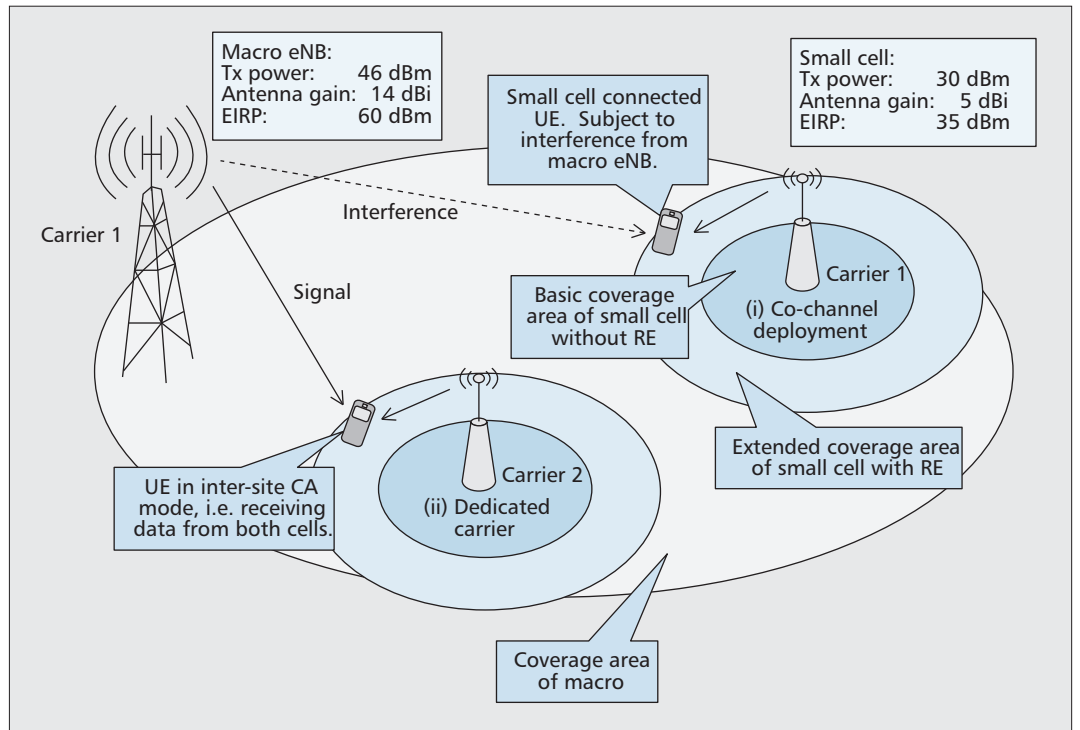 Macro eNB:
Tx power: 46 dBm
Antenna gain: 14 dBi
EIRP: 60 dBm
Small cell:
Tx power: 30 dBm
Antenna gain: 5 dBi
EIRP: 35 dBm
Small cell connected
UE. Subject to
interference from
macro eNB.
Interference
Carrier 1
Signal
Carrier 1
(i) Co-channel
deployment
Basic coverage
area of small cell
without RE
Extended coverage area
of small cell with RE
Carrier 2
(ii) Dedicated
carrier
UE in inter-site CA
mode, i.e. receiving
data from both cells.
Coverage area
of macro